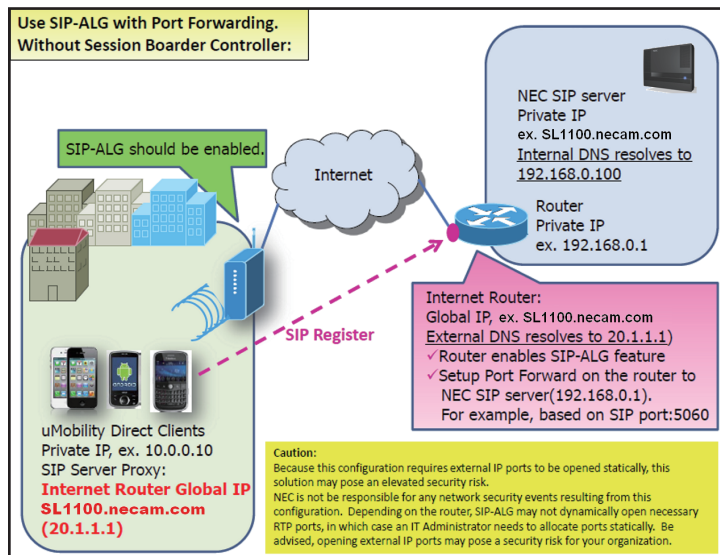 Use SIP-ALG with Port Forwarding.
Without Session Boarder Controller:
SIP-ALG should be enabled.
Internet
NEC SIP server
Private IP
ex. SL1100.necam.com
Internal DNS resolves to
192.168.0.100
Router
Private IP
ex. 192.168.0.1
SIP Register
Internet Router:
Global IP, ex. SL1100.necam.com
External DNS resolves to 20.1.1.1)
✓Router enables SIP-ALG feature
✓Setup Port Forward on the router to
NEC SIP server(192.168.0.1).
For example, based on SIP port:5060
uMobility Direct Clients
Private IP, ex. 10.0.0.10
SIP Server Proxy:
Internet Router Global IP
SL1100.necam.com
(20.1.1.1)
Caution:
Because this configuration requires external IP ports to be opened statically, this
solution may pose an elevated security risk.
NEC is not be responsible for any network security events resulting from this
configuration. Depending on the router, SIP-ALG may not dynamically open necessary
RTP ports, in which case an IT Administrator needs to allocate ports statically. Be
advised, opening external IP ports may pose a security risk for your organization.